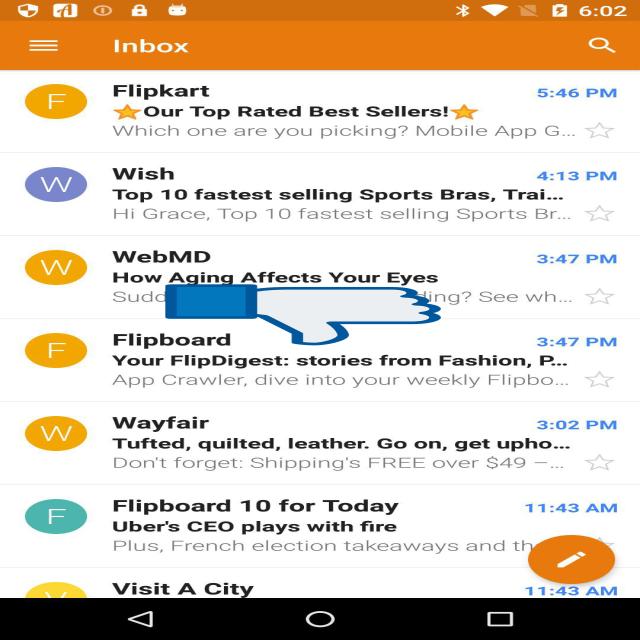 6:02
Inbox
F
Flipkart
5:46 PM
Our Top Rated Best Sellers!
Which one are you picking? Mobile App G...
W
Wish
4:13 PM
Top 10 fastest selling Sports Bras, Trai...
Hi Grace, Top 10 fastest selling Sports Br...
W
WebMD
3:47 PM
How Aging Affects Your Eyes
See wh...
F
Flipboard
3:47 PM
Your FlipDigest: stories from Fashion, P...
App Crawler, dive into your weekly Flipbo...
W
Wayfair
3:02 PM
Tufted, quilted, leather. Go on, get upho...
Don't forget: Shipping's FREE over $49 –...
F
Flipboard 10 for Today
11:43 AM
Uber's CEO plays with fire
Plus, French election takeaways and
Visit A City
11:43 AM